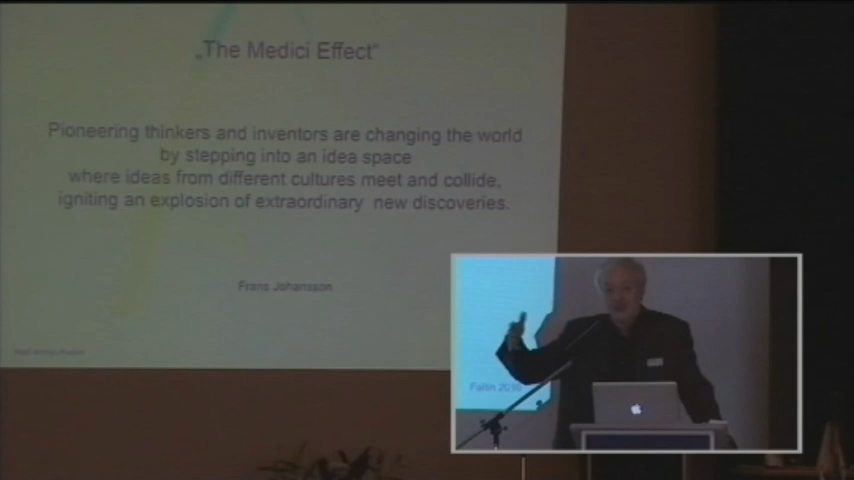 „The Medici Effect“
Pioneering thinkers and inventors are changing the world
by stepping into an idea space
where ideas from different cultures meet and collide,
igniting an explosion of extraordinary new discoveries.
Frans Johansson